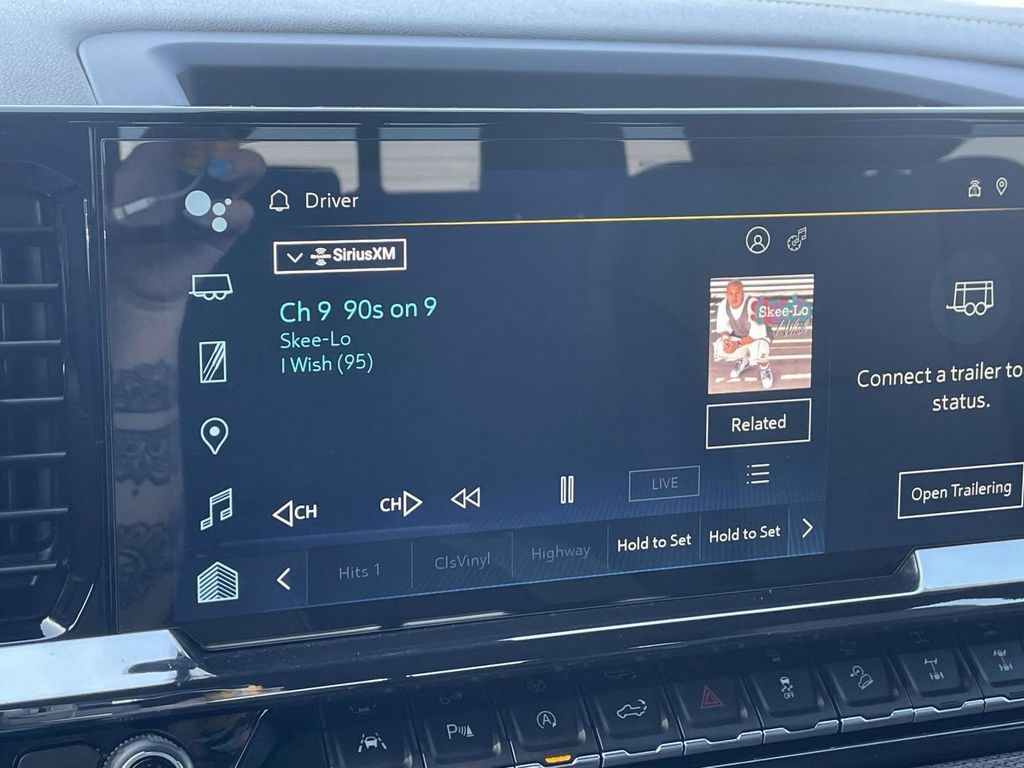 Driver
SiriusXM
Ch 9 90s on 9
Skee-Lo
I Wish (95)
Skee-Lo
I Wish
Related
Connect a trailer to
status.
Open Trailering
CH
CH
LIVE
Hits 1
ClsVinyl
Highway
Hold to Set
Hold to Set
P
A
OFF